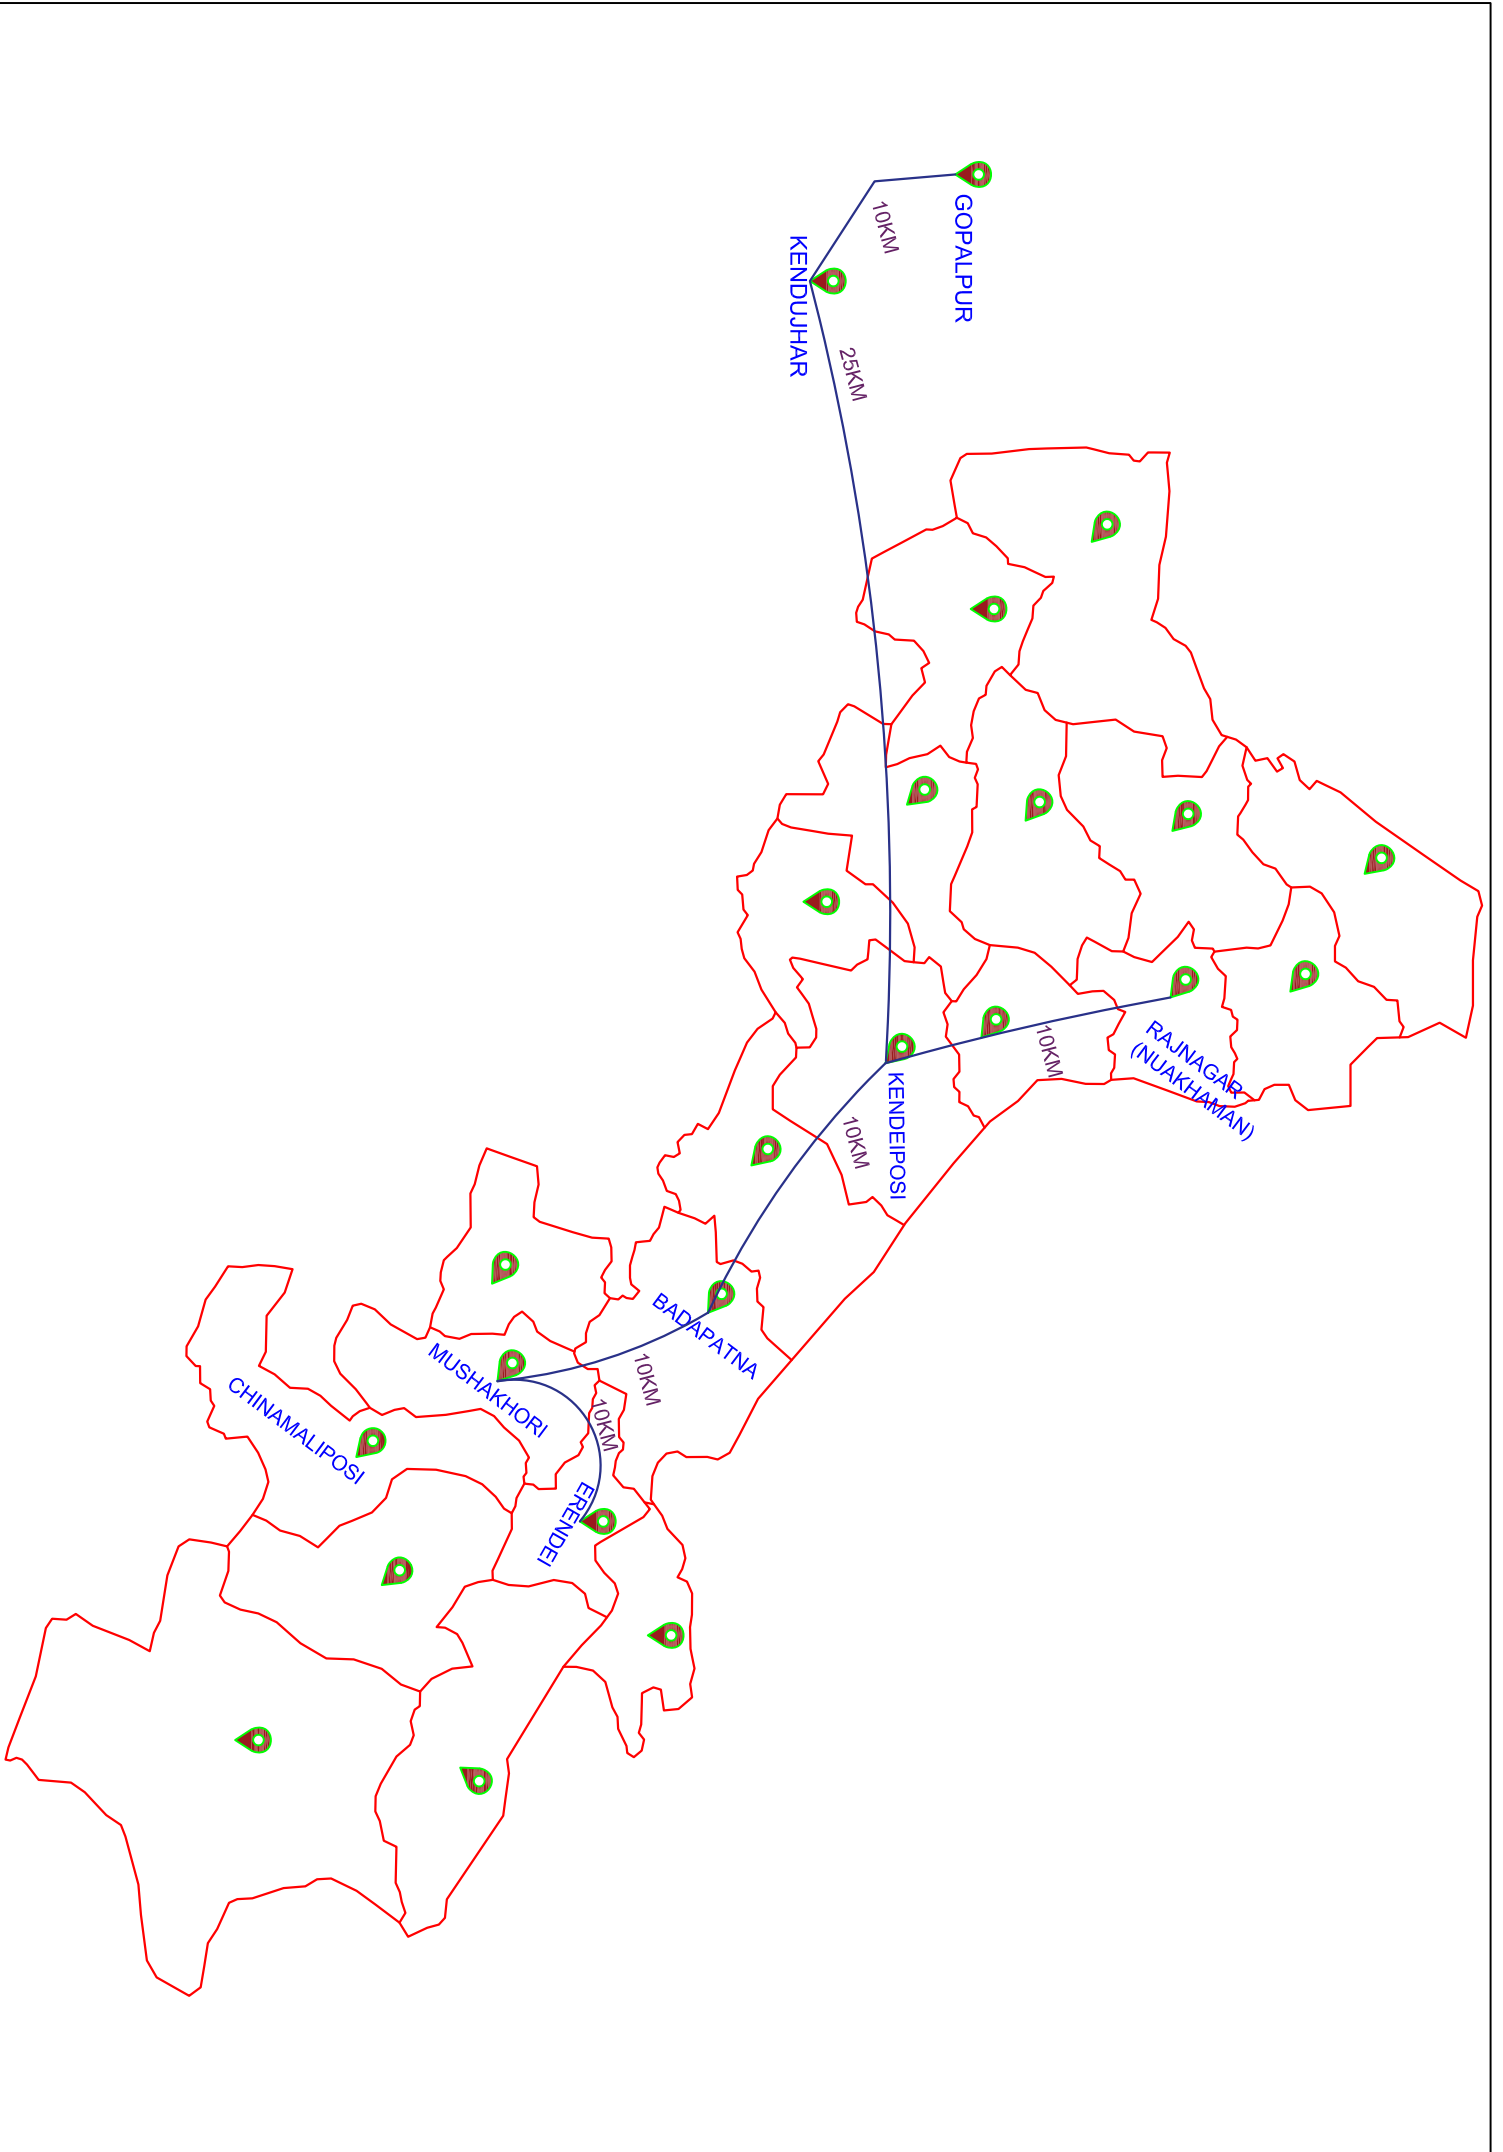 GOPALPUR
10KM
KENDUJHAR
25KM
RAJNAGAR
(NUAKHAMAN)
10KM
KENDEIPOSI
10KM
BADAPATNA
10KM
MUSHAKHORI
10KM
CHINAMALIPOSI
ERENDEI